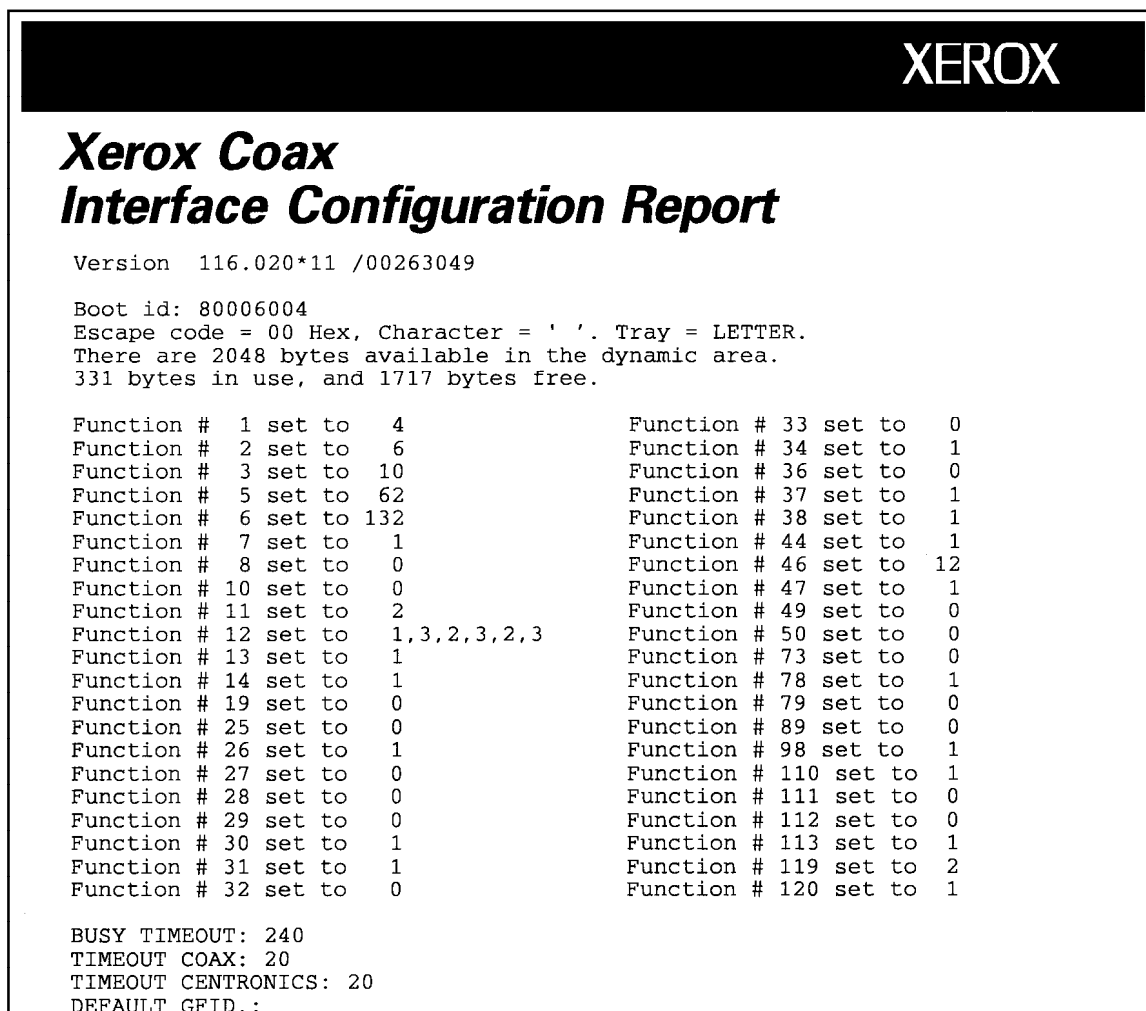 XEROX
Xerox Coax
Interface Configuration Report
Version  116.020*11 /00263049
Boot id: 80006004
Escape code = 00 Hex, Character = ' '. Tray = LETTER.
There are 2048 bytes available in the dynamic area.
331 bytes in use, and 1717 bytes free.
Function #  1 set to   4
Function #  2 set to   6
Function #  3 set to  10
Function #  5 set to  62
Function #  6 set to 132
Function #  7 set to   1
Function #  8 set to   0
Function # 10 set to   0
Function # 11 set to   2
Function # 12 set to   1,3,2,3,2,3
Function # 13 set to   1
Function # 14 set to   1
Function # 19 set to   0
Function # 25 set to   0
Function # 26 set to   1
Function # 27 set to   0
Function # 28 set to   0
Function # 29 set to   0
Function # 30 set to   1
Function # 31 set to   1
Function # 32 set to   0
Function # 33 set to   0
Function # 34 set to   1
Function # 36 set to   0
Function # 37 set to   1
Function # 38 set to   1
Function # 44 set to   1
Function # 46 set to  12
Function # 47 set to   1
Function # 49 set to   0
Function # 50 set to   0
Function # 73 set to   0
Function # 78 set to   1
Function # 79 set to   0
Function # 89 set to   0
Function # 98 set to   1
Function # 110 set to  1
Function # 111 set to  0
Function # 112 set to  0
Function # 113 set to  1
Function # 119 set to  2
Function # 120 set to  1
BUSY TIMEOUT: 240
TIMEOUT COAX: 20
TIMEOUT CENTRONICS: 20
DEFAULT GFID.: